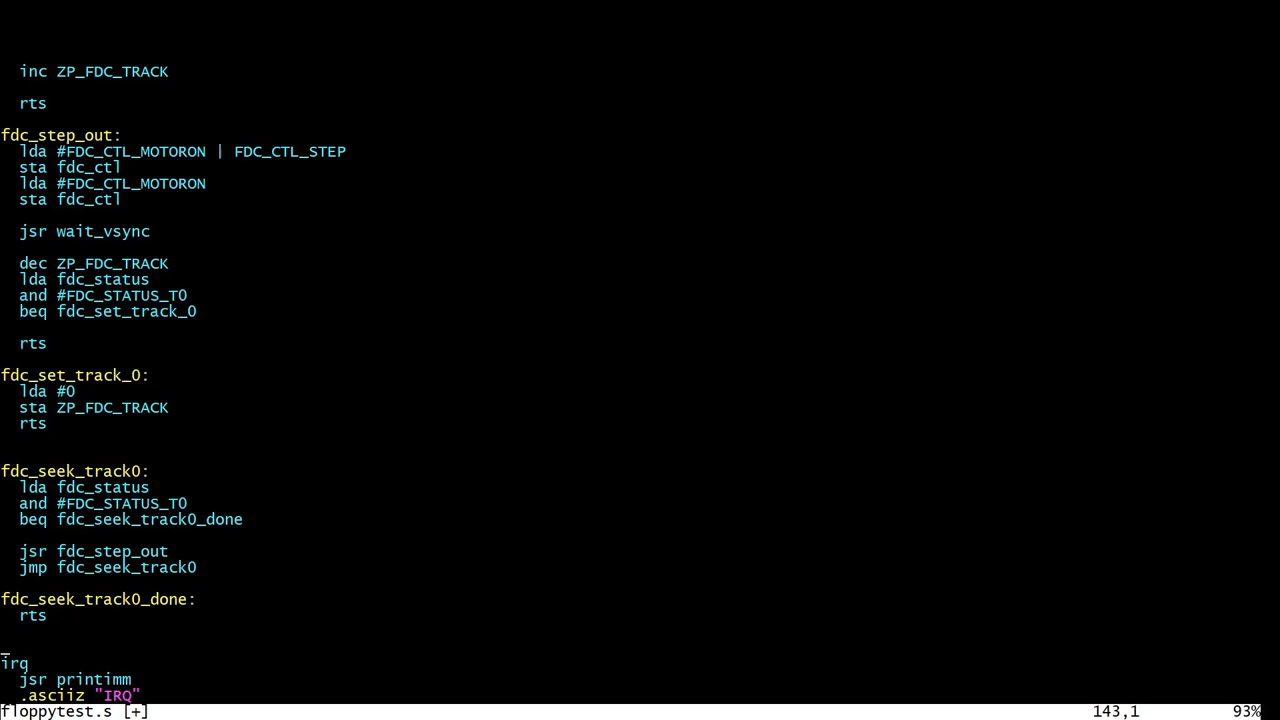 inc ZP_FDC_TRACK
rts
fdc_step_out:
lda #FDC_CTL_MOTORON | FDC_CTL_STEP
sta fdc_ctl
lda #FDC_CTL_MOTORON
sta fdc_ctl
jsr wait_vsync
dec ZP_FDC_TRACK
lda fdc_status
and #FDC_STATUS_T0
beq fdc_set_track_0
rts
fdc_set_track_0:
lda #0
sta ZP_FDC_TRACK
rts
fdc_seek_track0:
lda fdc_status
and #FDC_STATUS_T0
beq fdc_seek_track0_done
jsr fdc_step_out
jmp fdc_seek_track0
fdc_seek_track0_done:
rts
irq
jsr printimm
.asciiz "IRQ"
floppytest.s [+] 143,1 93%